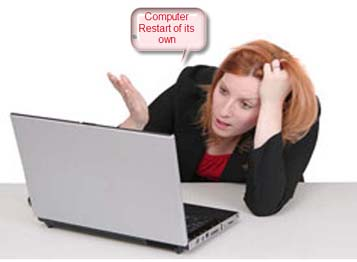 Computer
Restart of its
own